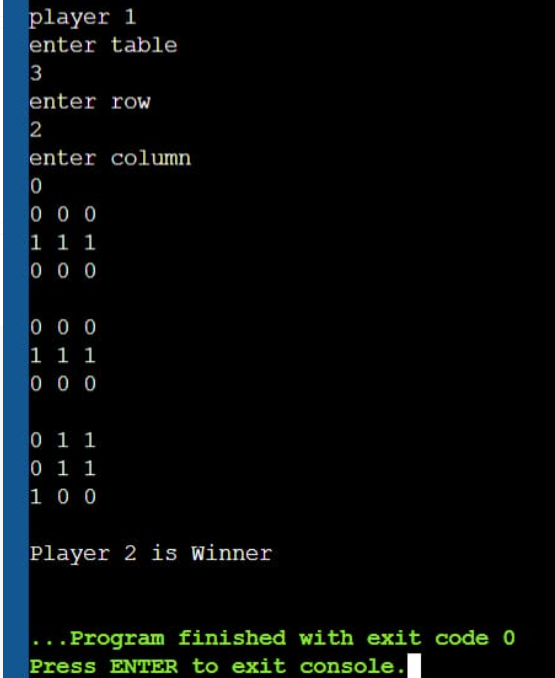 player 1
enter table
3
enter row
2
enter column
0
0 0 0
1 1 1
0 0 0
0 0 0
1 1 1
0 0 0
0 1 1
0 1 1
1 0 0
Player 2 is Winner
...Program finished with exit code 0
Press ENTER to exit console.